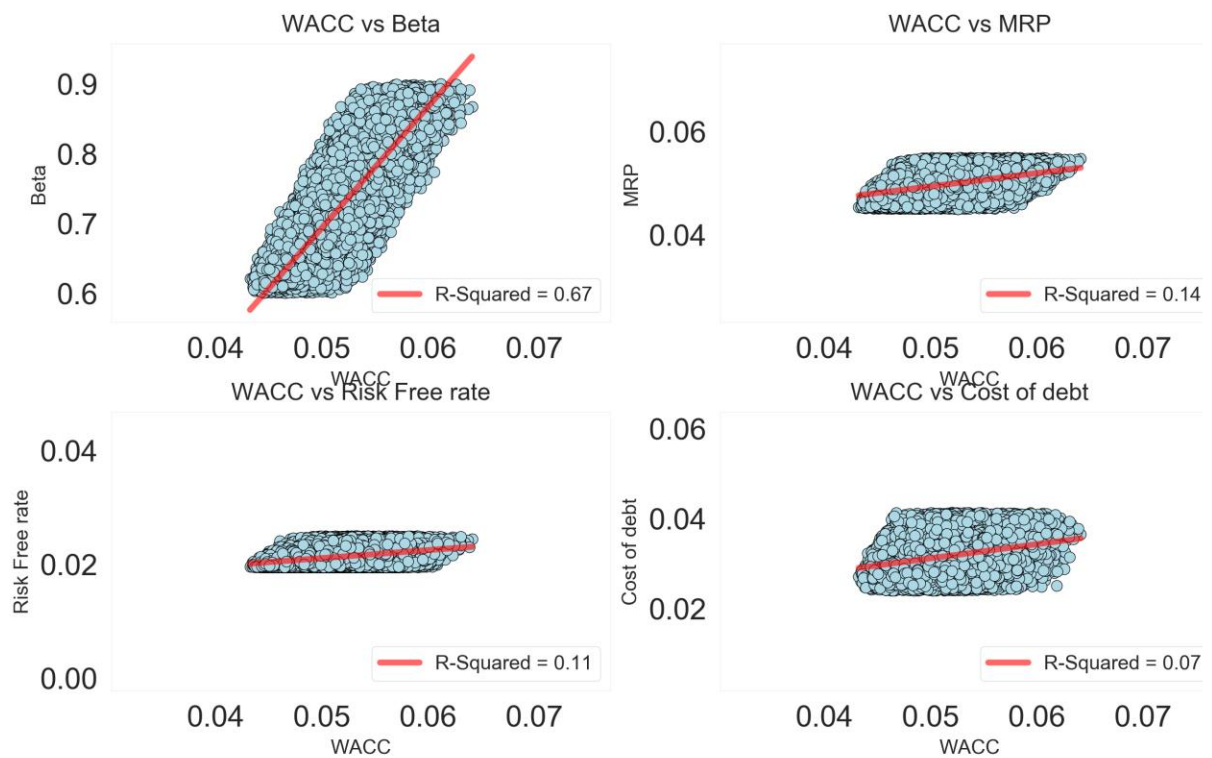 WACC vs Beta
0.9
0.8
0.7
0.6
Beta
R-Squared = 0.67
0.04 0.05 0.06 0.07
WACC
WACC vs MRP
0.06
0.04
MRP
R-Squared = 0.14
0.04 0.05 0.06 0.07
WACC
WACC vs Risk Free rate
0.04
0.02
0.00
Risk Free rate
R-Squared = 0.11
0.04 0.05 0.06 0.07
WACC
WACC vs Cost of debt
0.06
0.04
0.02
Cost of debt
R-Squared = 0.07
0.04 0.05 0.06 0.07
WACC